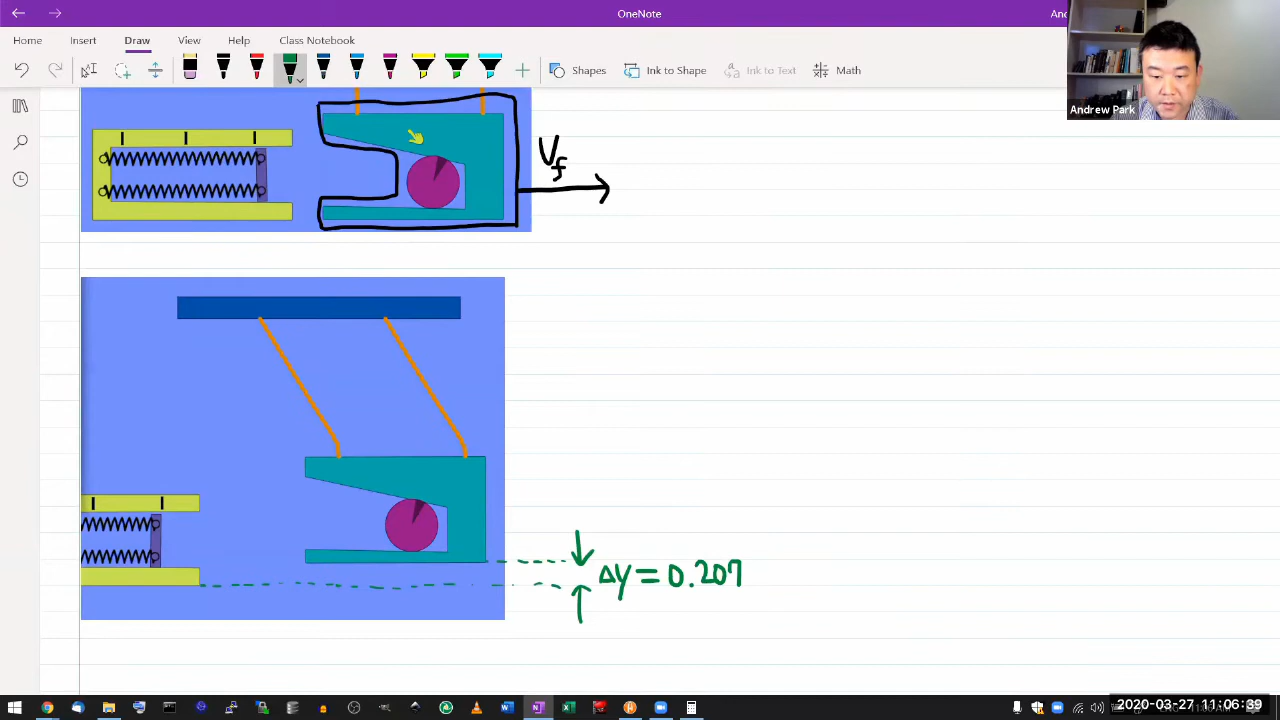 OneNote
An
Home Insert Draw View Help Class Notebook
Shapes Ink to Shape Ink to Text Math
Andrew Park
Vf
Δy = 0.207
2020-03-27 11:06:39